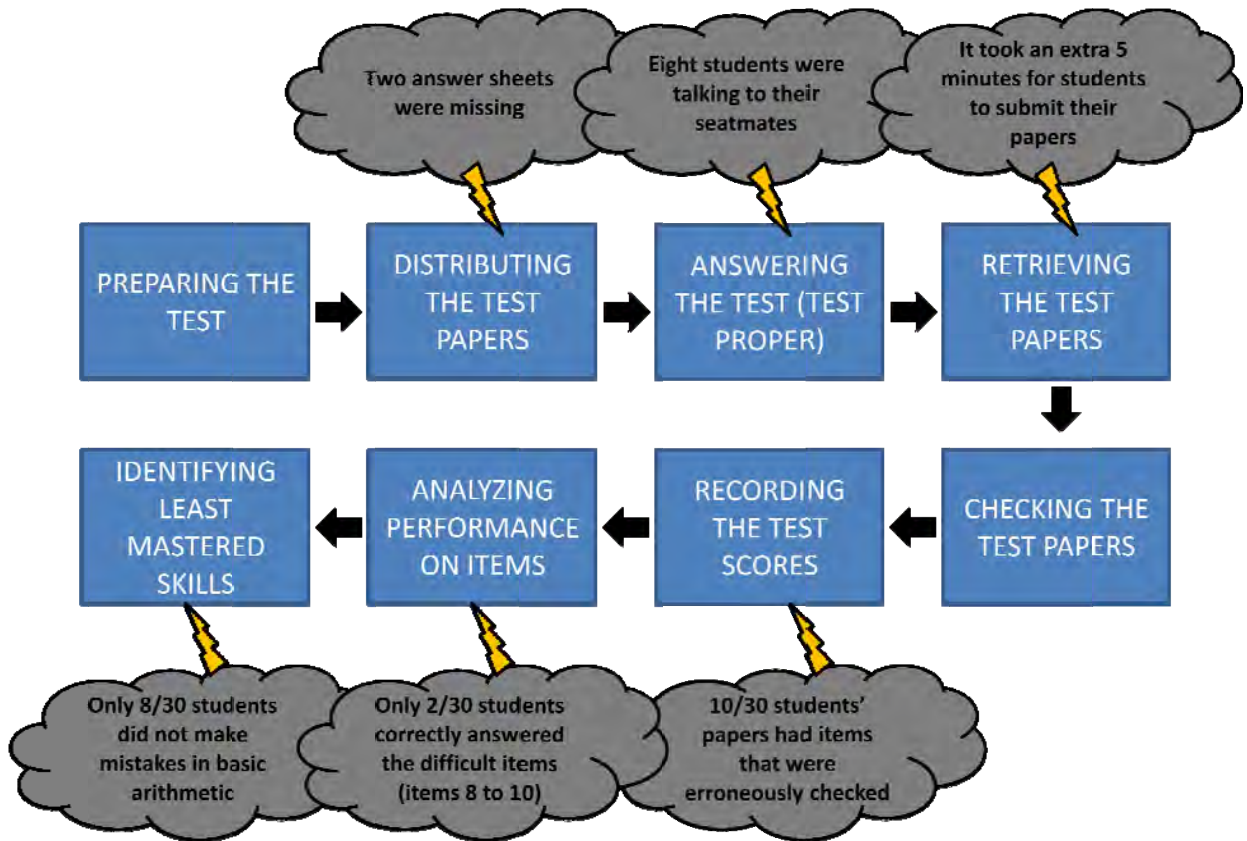 Two answer sheets
were missing
Eight students were
talking to their
seatmates
It took an extra 5
minutes for students
to submit their
papers
PREPARING THE
TEST
DISTRIBUTING
THE TEST
PAPERS
ANSWERING
THE TEST (TEST
PROPER)
RETRIEVING
THE TEST
PAPERS
IDENTIFYING
LEAST
MASTERED
SKILLS
ANALYZING
PERFORMANCE
ON ITEMS
RECORDING
THE TEST
SCORES
CHECKING THE
TEST PAPERS
Only 8/30 students
did not make
mistakes in basic
arithmetic
Only 2/30 students
correctly answered
the difficult items
(items 8 to 10)
10/30 students’
papers had items
that were
erroneously checked